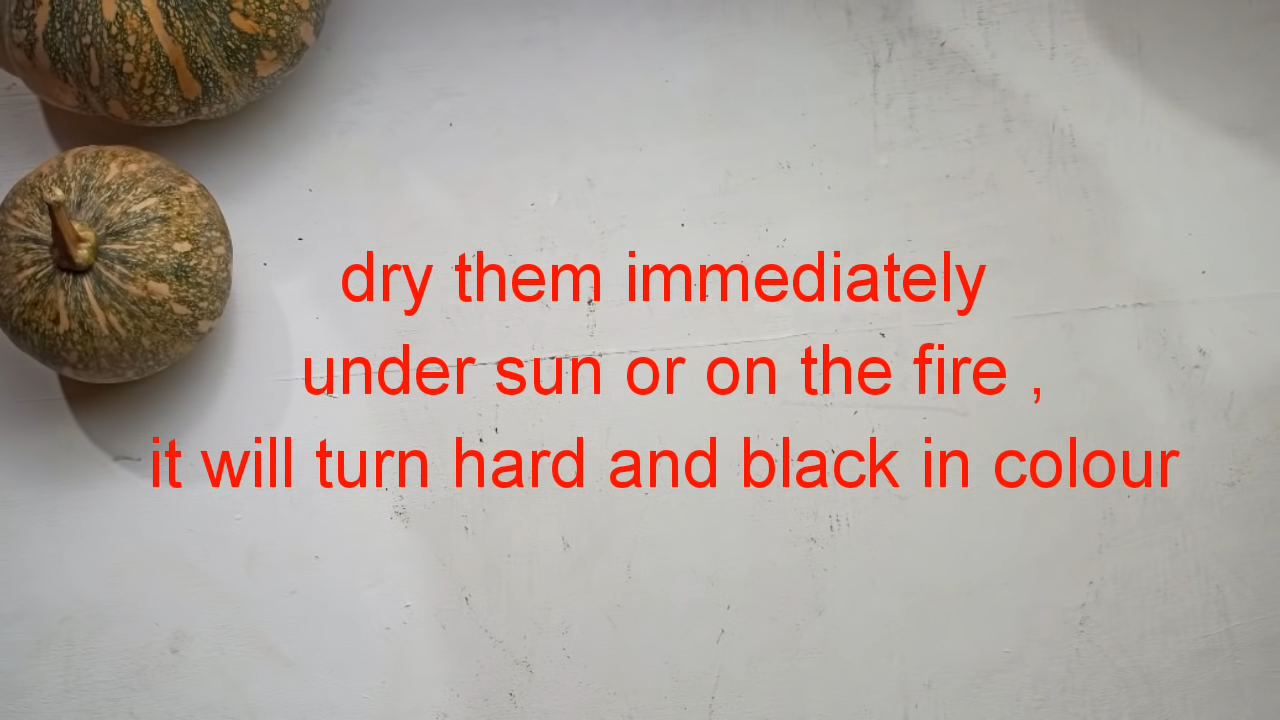 dry them immediately
under sun or on the fire ,
it will turn hard and black in colour